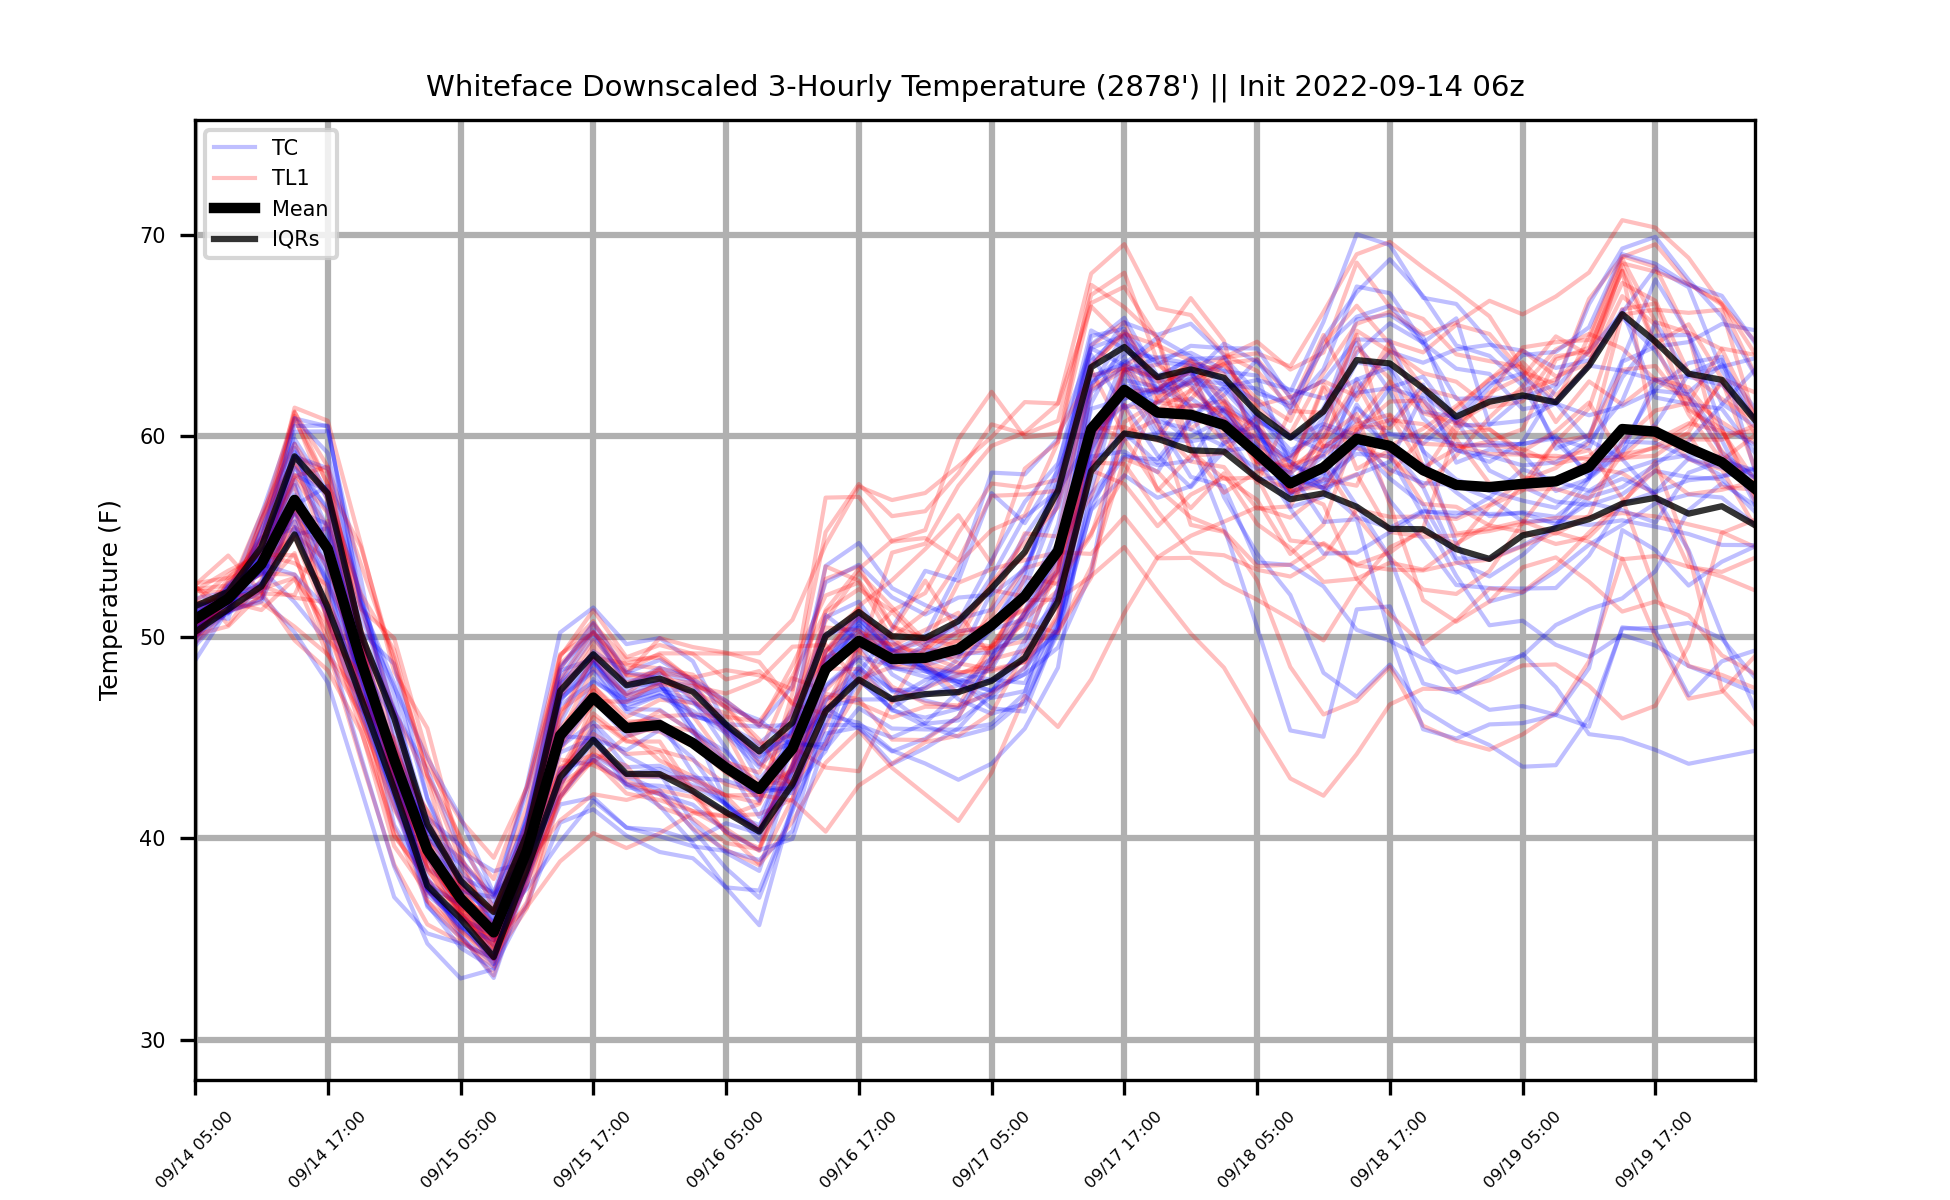 Whiteface Downscaled 3-Hourly Temperature (2878') || Init 2022-09-14 06z
TC
TL1
Mean
IQRs
Temperature (F)
70
60
50
40
30
09/14 05:00
09/14 17:00
09/15 05:00
09/15 17:00
09/16 05:00
09/16 17:00
09/17 05:00
09/17 17:00
09/18 05:00
09/18 17:00
09/19 05:00
09/19 17:00